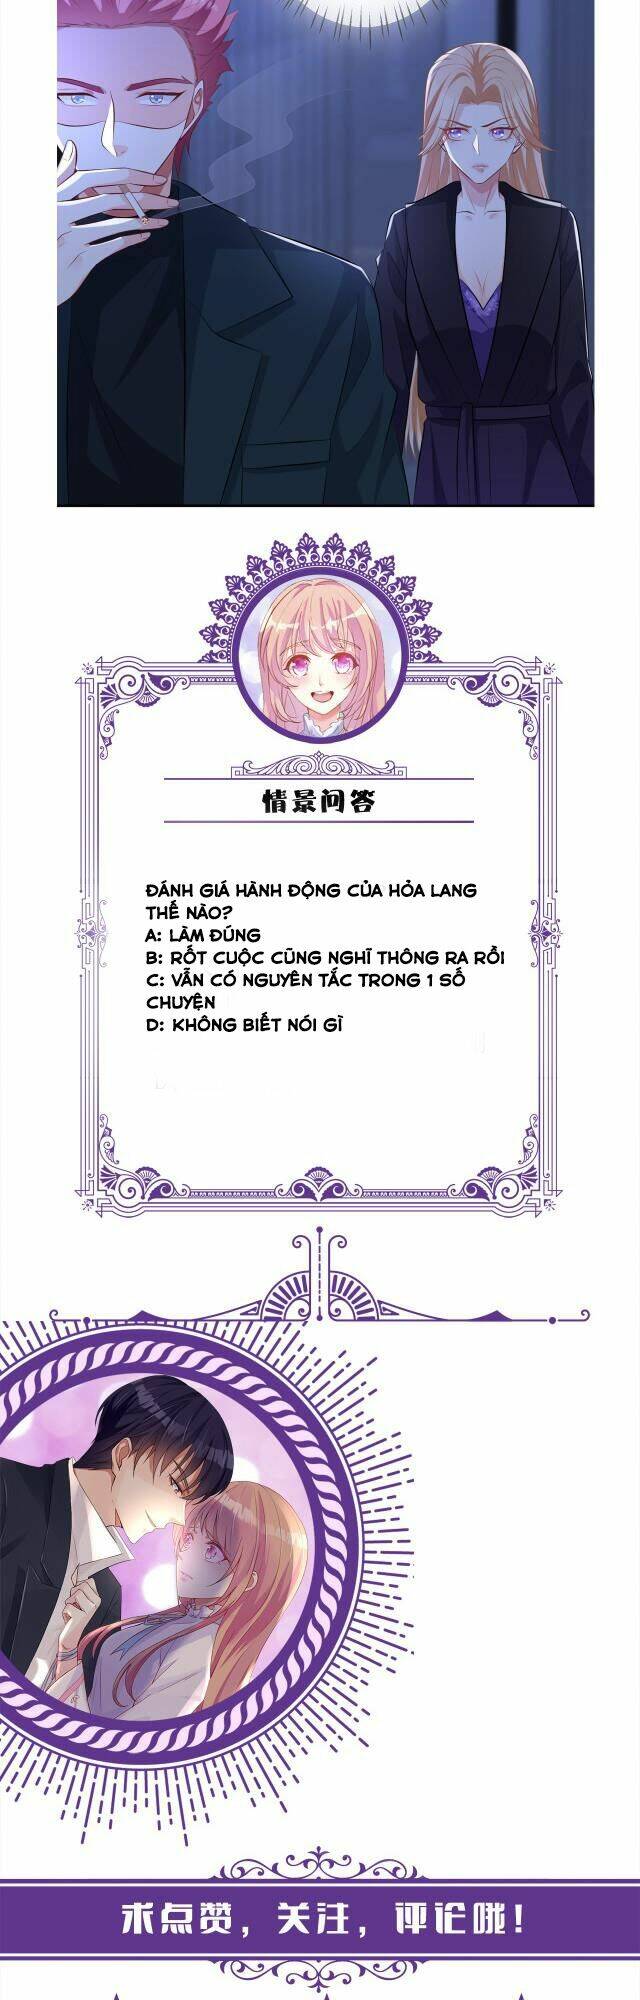 情景问答
ĐÁNH GIÁ HÀNH ĐỘNG CỦA HỎA LANG
THẾ NÀO?
A: LÀM ĐÚNG
B: RỐT CUỘC CŨNG NGHĨ THÔNG RA RỒI
C: VẪN CÓ NGUYÊN TẮC TRONG 1 SỐ
CHUYỆN
D: KHÔNG BIẾT NÓI GÌ
求点赞，关注，评论哦！